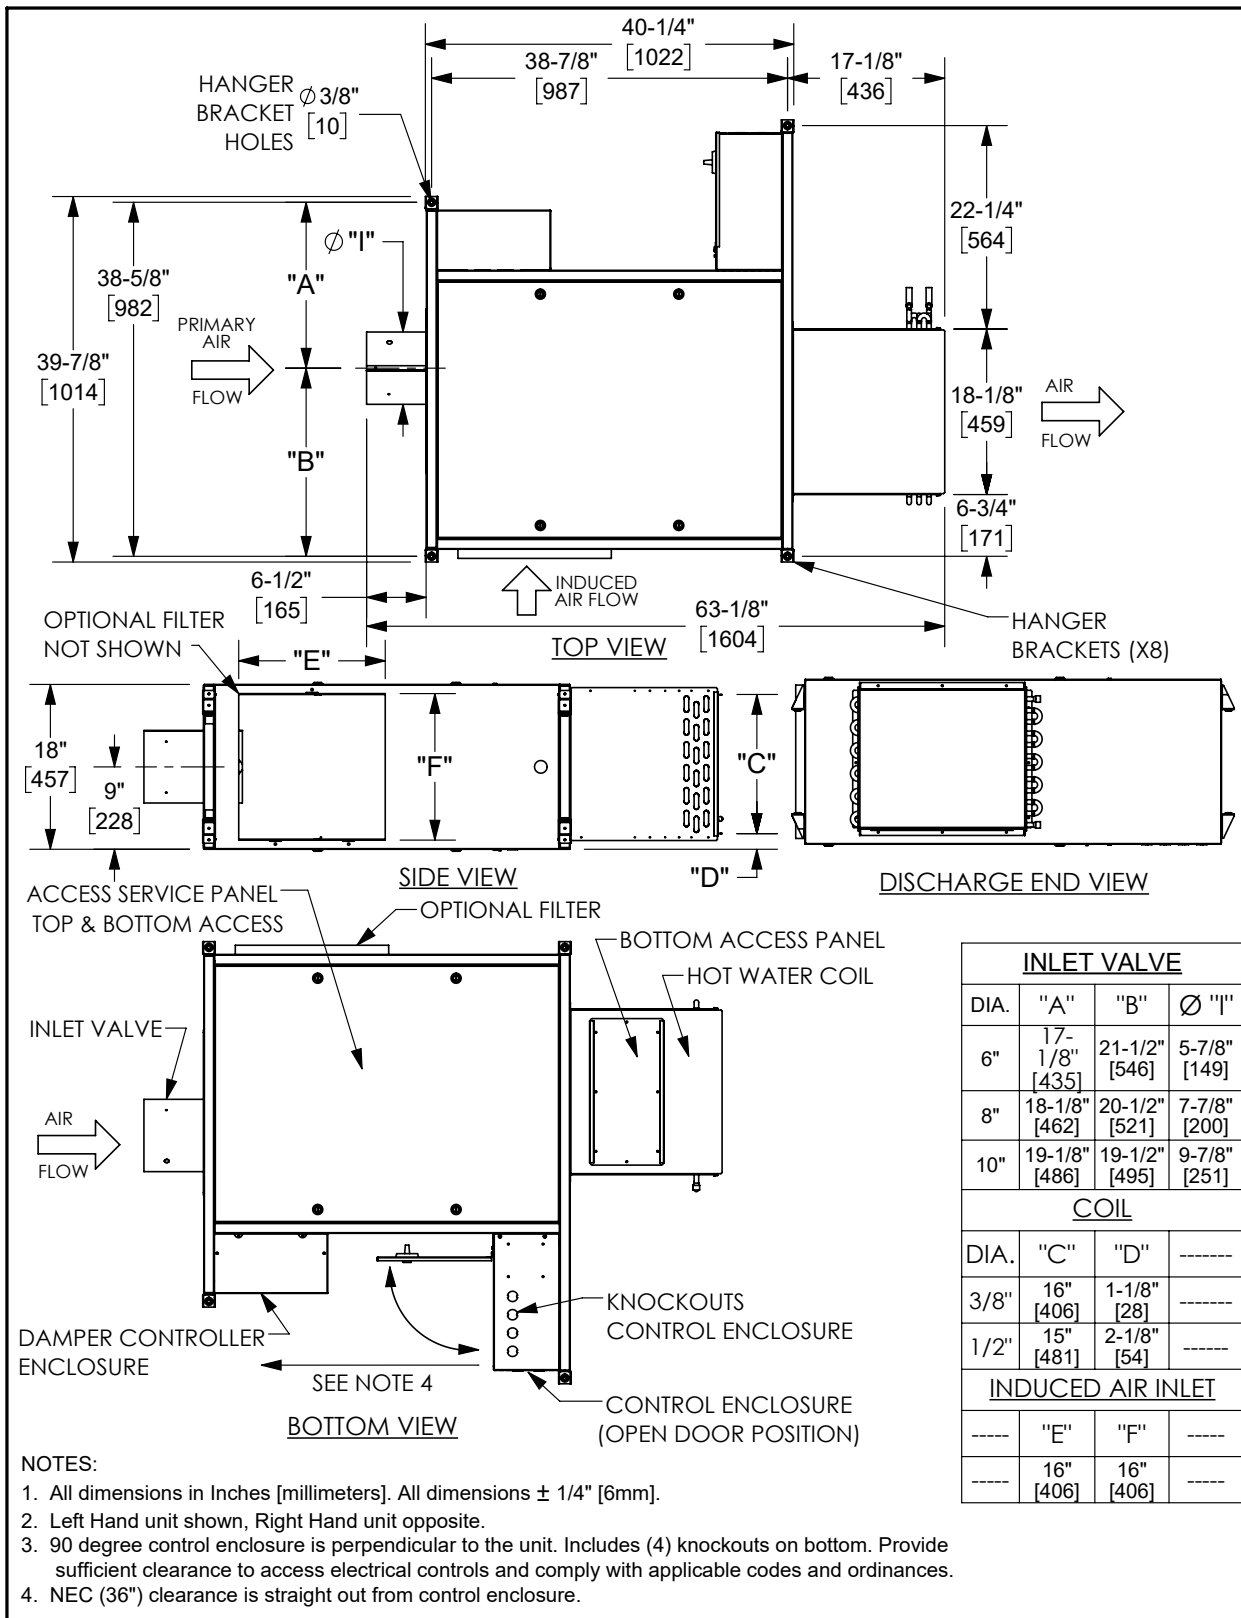 40-1/4"
[1022]
38-7/8"
[987]
17-1/8"
[436]
HANGER
BRACKET
HOLES
Ø 3/8"
[10]
22-1/4"
[564]
Ø "I"
"A"
38-5/8"
[982]
PRIMARY
AIR
FLOW
39-7/8"
[1014]
18-1/8"
[459]
AIR
FLOW
"B"
6-3/4"
[171]
6-1/2"
[165]
INDUCED
AIR FLOW
63-1/8"
[1604]
HANGER
BRACKETS (X8)
TOP VIEW
OPTIONAL FILTER
NOT SHOWN
"E"
18"
[457]
9"
[228]
"F"
"C"
"D"
SIDE VIEW
DISCHARGE END VIEW
ACCESS SERVICE PANEL
TOP & BOTTOM ACCESS
OPTIONAL FILTER
BOTTOM ACCESS PANEL
HOT WATER COIL
INLET VALVE
AIR
FLOW
DAMPER CONTROLLER
ENCLOSURE
SEE NOTE 4
KNOCKOUTS
CONTROL ENCLOSURE
CONTROL ENCLOSURE
(OPEN DOOR POSITION)
BOTTOM VIEW
INLET VALVE
DIA. "A" "B" Ø "I"
6" 17-1/8" [435] 21-1/2" [546] 5-7/8" [149]
8" 18-1/8" [462] 20-1/2" [521] 7-7/8" [200]
10" 19-1/8" [486] 19-1/2" [495] 9-7/8" [251]
COIL
DIA. "C" "D" -------
3/8" 16" [406] 1-1/8" [28] -------
1/2" 15" [481] 2-1/8" [54] ------
INDUCED AIR INLET
----- "E" "F" -----
----- 16" [406] 16" [406] -----
NOTES:
1. All dimensions in Inches [millimeters]. All dimensions ± 1/4" [6mm].
2. Left Hand unit shown, Right Hand unit opposite.
3. 90 degree control enclosure is perpendicular to the unit. Includes (4) knockouts on bottom. Provide
sufficient clearance to access electrical controls and comply with applicable codes and ordinances.
4. NEC (36") clearance is straight out from control enclosure.